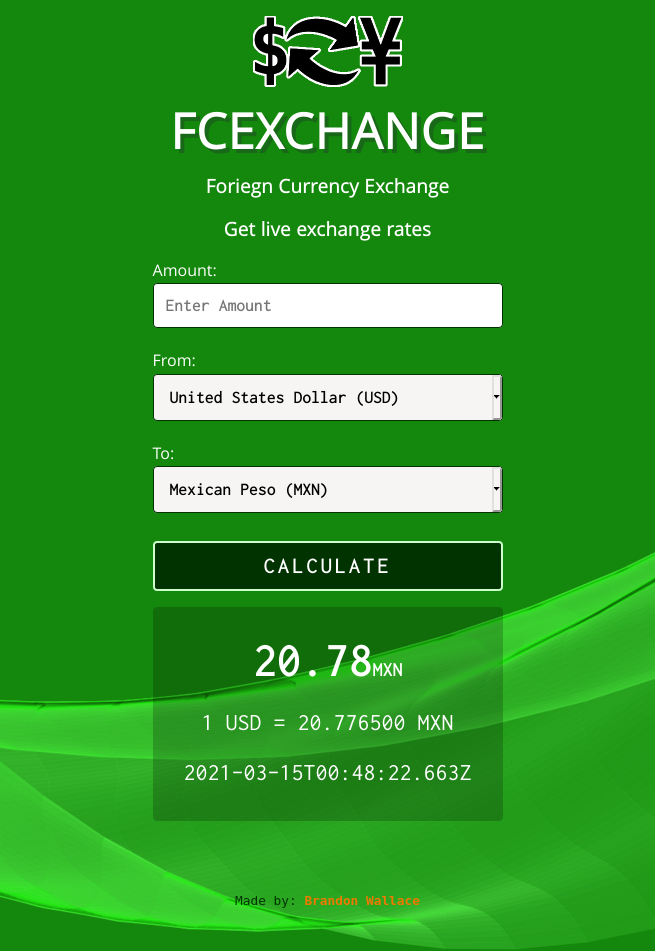 $ ¥
FCEXCHANGE
Foriegn Currency Exchange
Get live exchange rates
Amount:
Enter Amount
From:
United States Dollar (USD)
To:
Mexican Peso (MXN)
CALCULATE
20.78MXN
1 USD = 20.776500 MXN
2021-03-15T00:48:22.663Z
Made by: Brandon Wallace